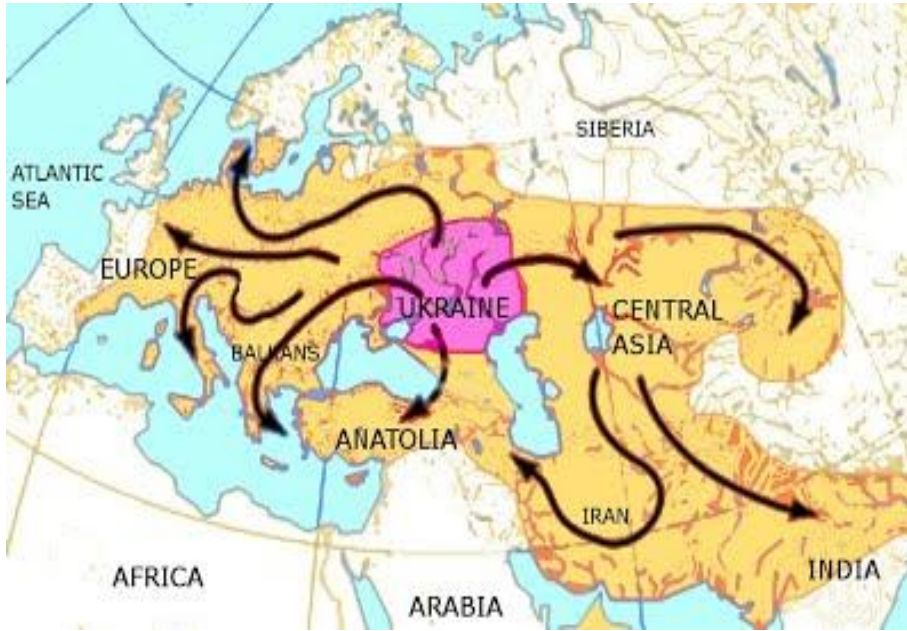 SIBERIA
ATLANTIC
SEA
EUROPE
UKRAINE
CENTRAL
ASIA
BALKANS
ANATOLIA
IRAN
AFRICA
ARABIA
INDIA